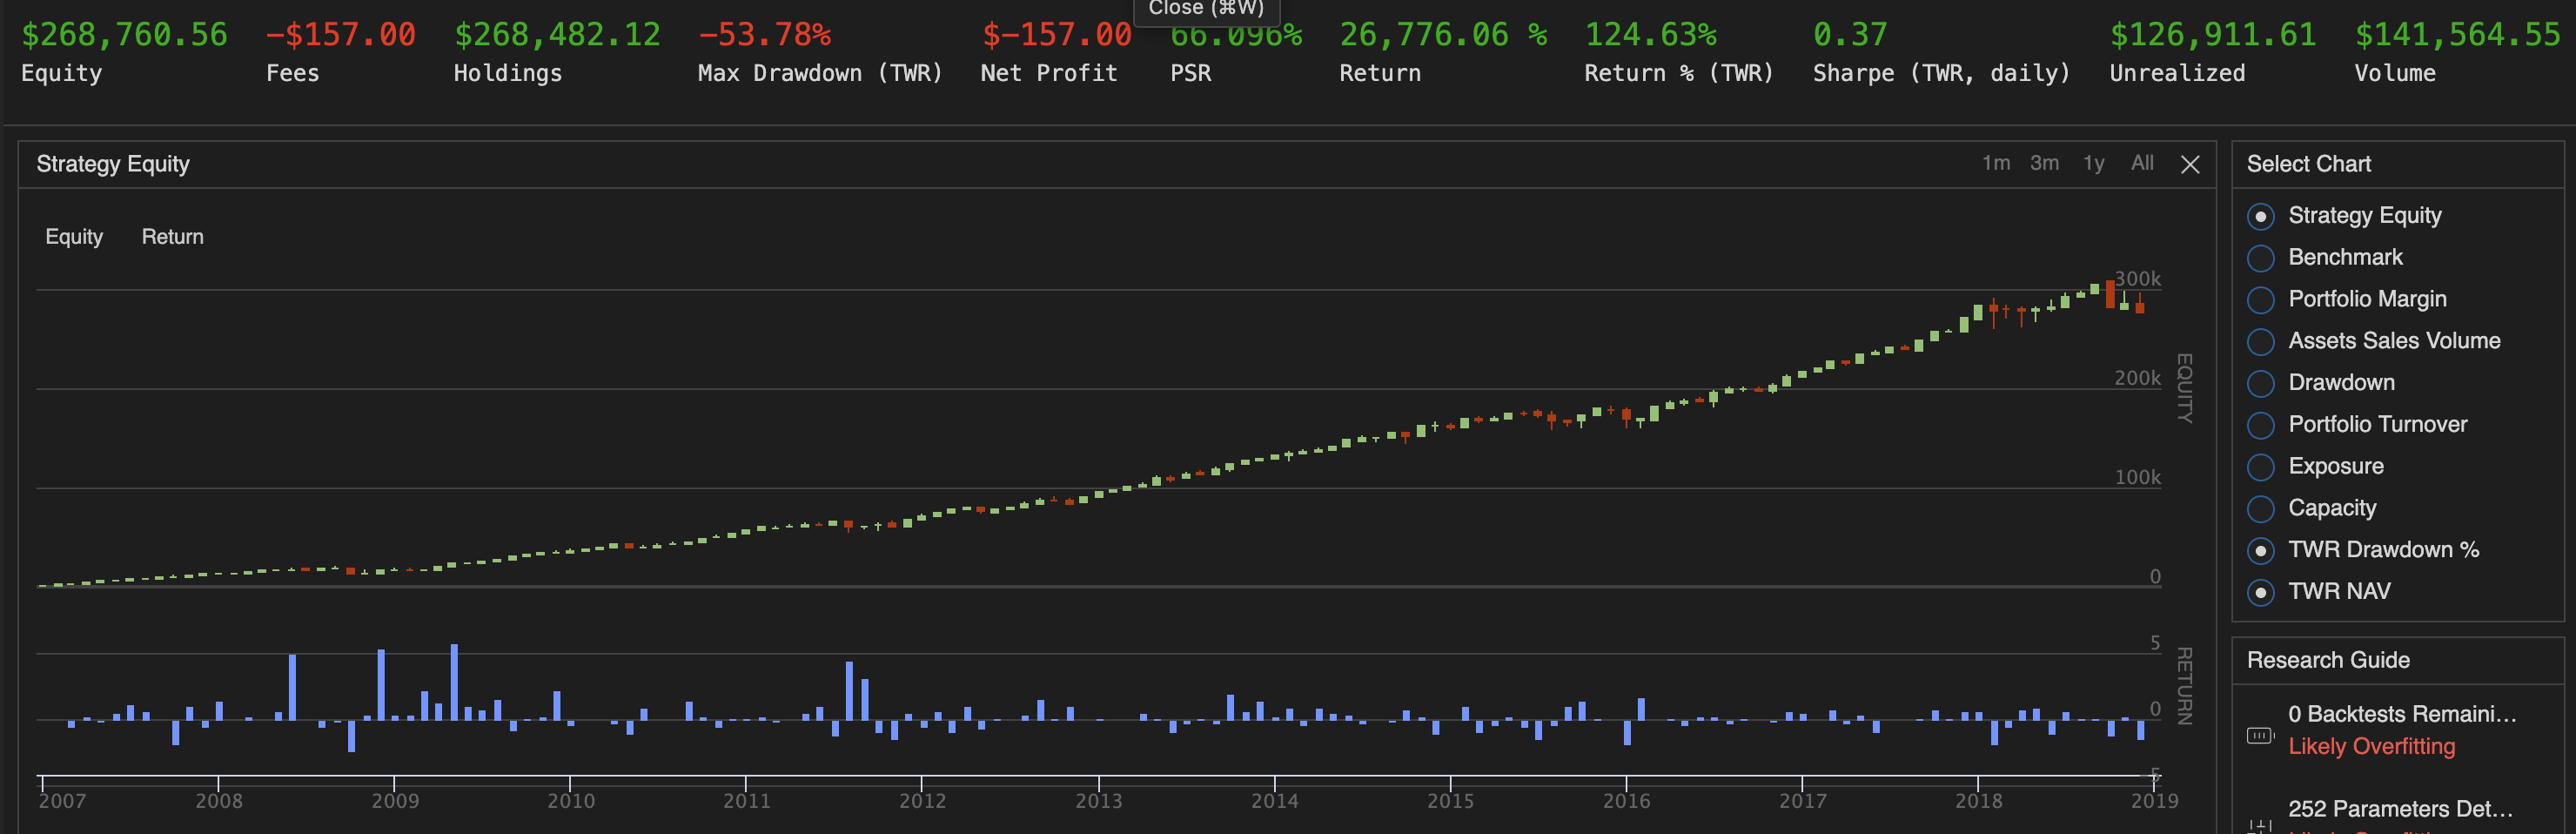 Close (⌘W)
$268,760.56 -$157.00 $268,482.12 -53.78% $-157.00 66.096% 26,776.06 % 124.63% 0.37 $126,911.61 $141,564.55
Equity Fees Holdings Max Drawdown (TWR) Net Profit PSR Return Return % (TWR) Sharpe (TWR, daily) Unrealized Volume
Strategy Equity 1m 3m 1y All
Equity Return
300k
200k
100k
0
EQUITY
5
0
-5
RETURN
2007 2008 2009 2010 2011 2012 2013 2014 2015 2016 2017 2018 2019
Select Chart
Strategy Equity
Benchmark
Portfolio Margin
Assets Sales Volume
Drawdown
Portfolio Turnover
Exposure
Capacity
TWR Drawdown %
TWR NAV
Research Guide
0 Backtests Remaini...
Likely Overfitting
252 Parameters Det...